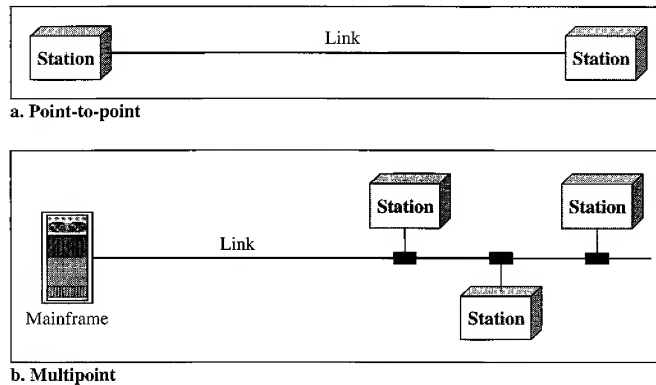 Link
Station
Station
a. Point-to-point
Station
Station
Link
Station
Mainframe
b. Multipoint